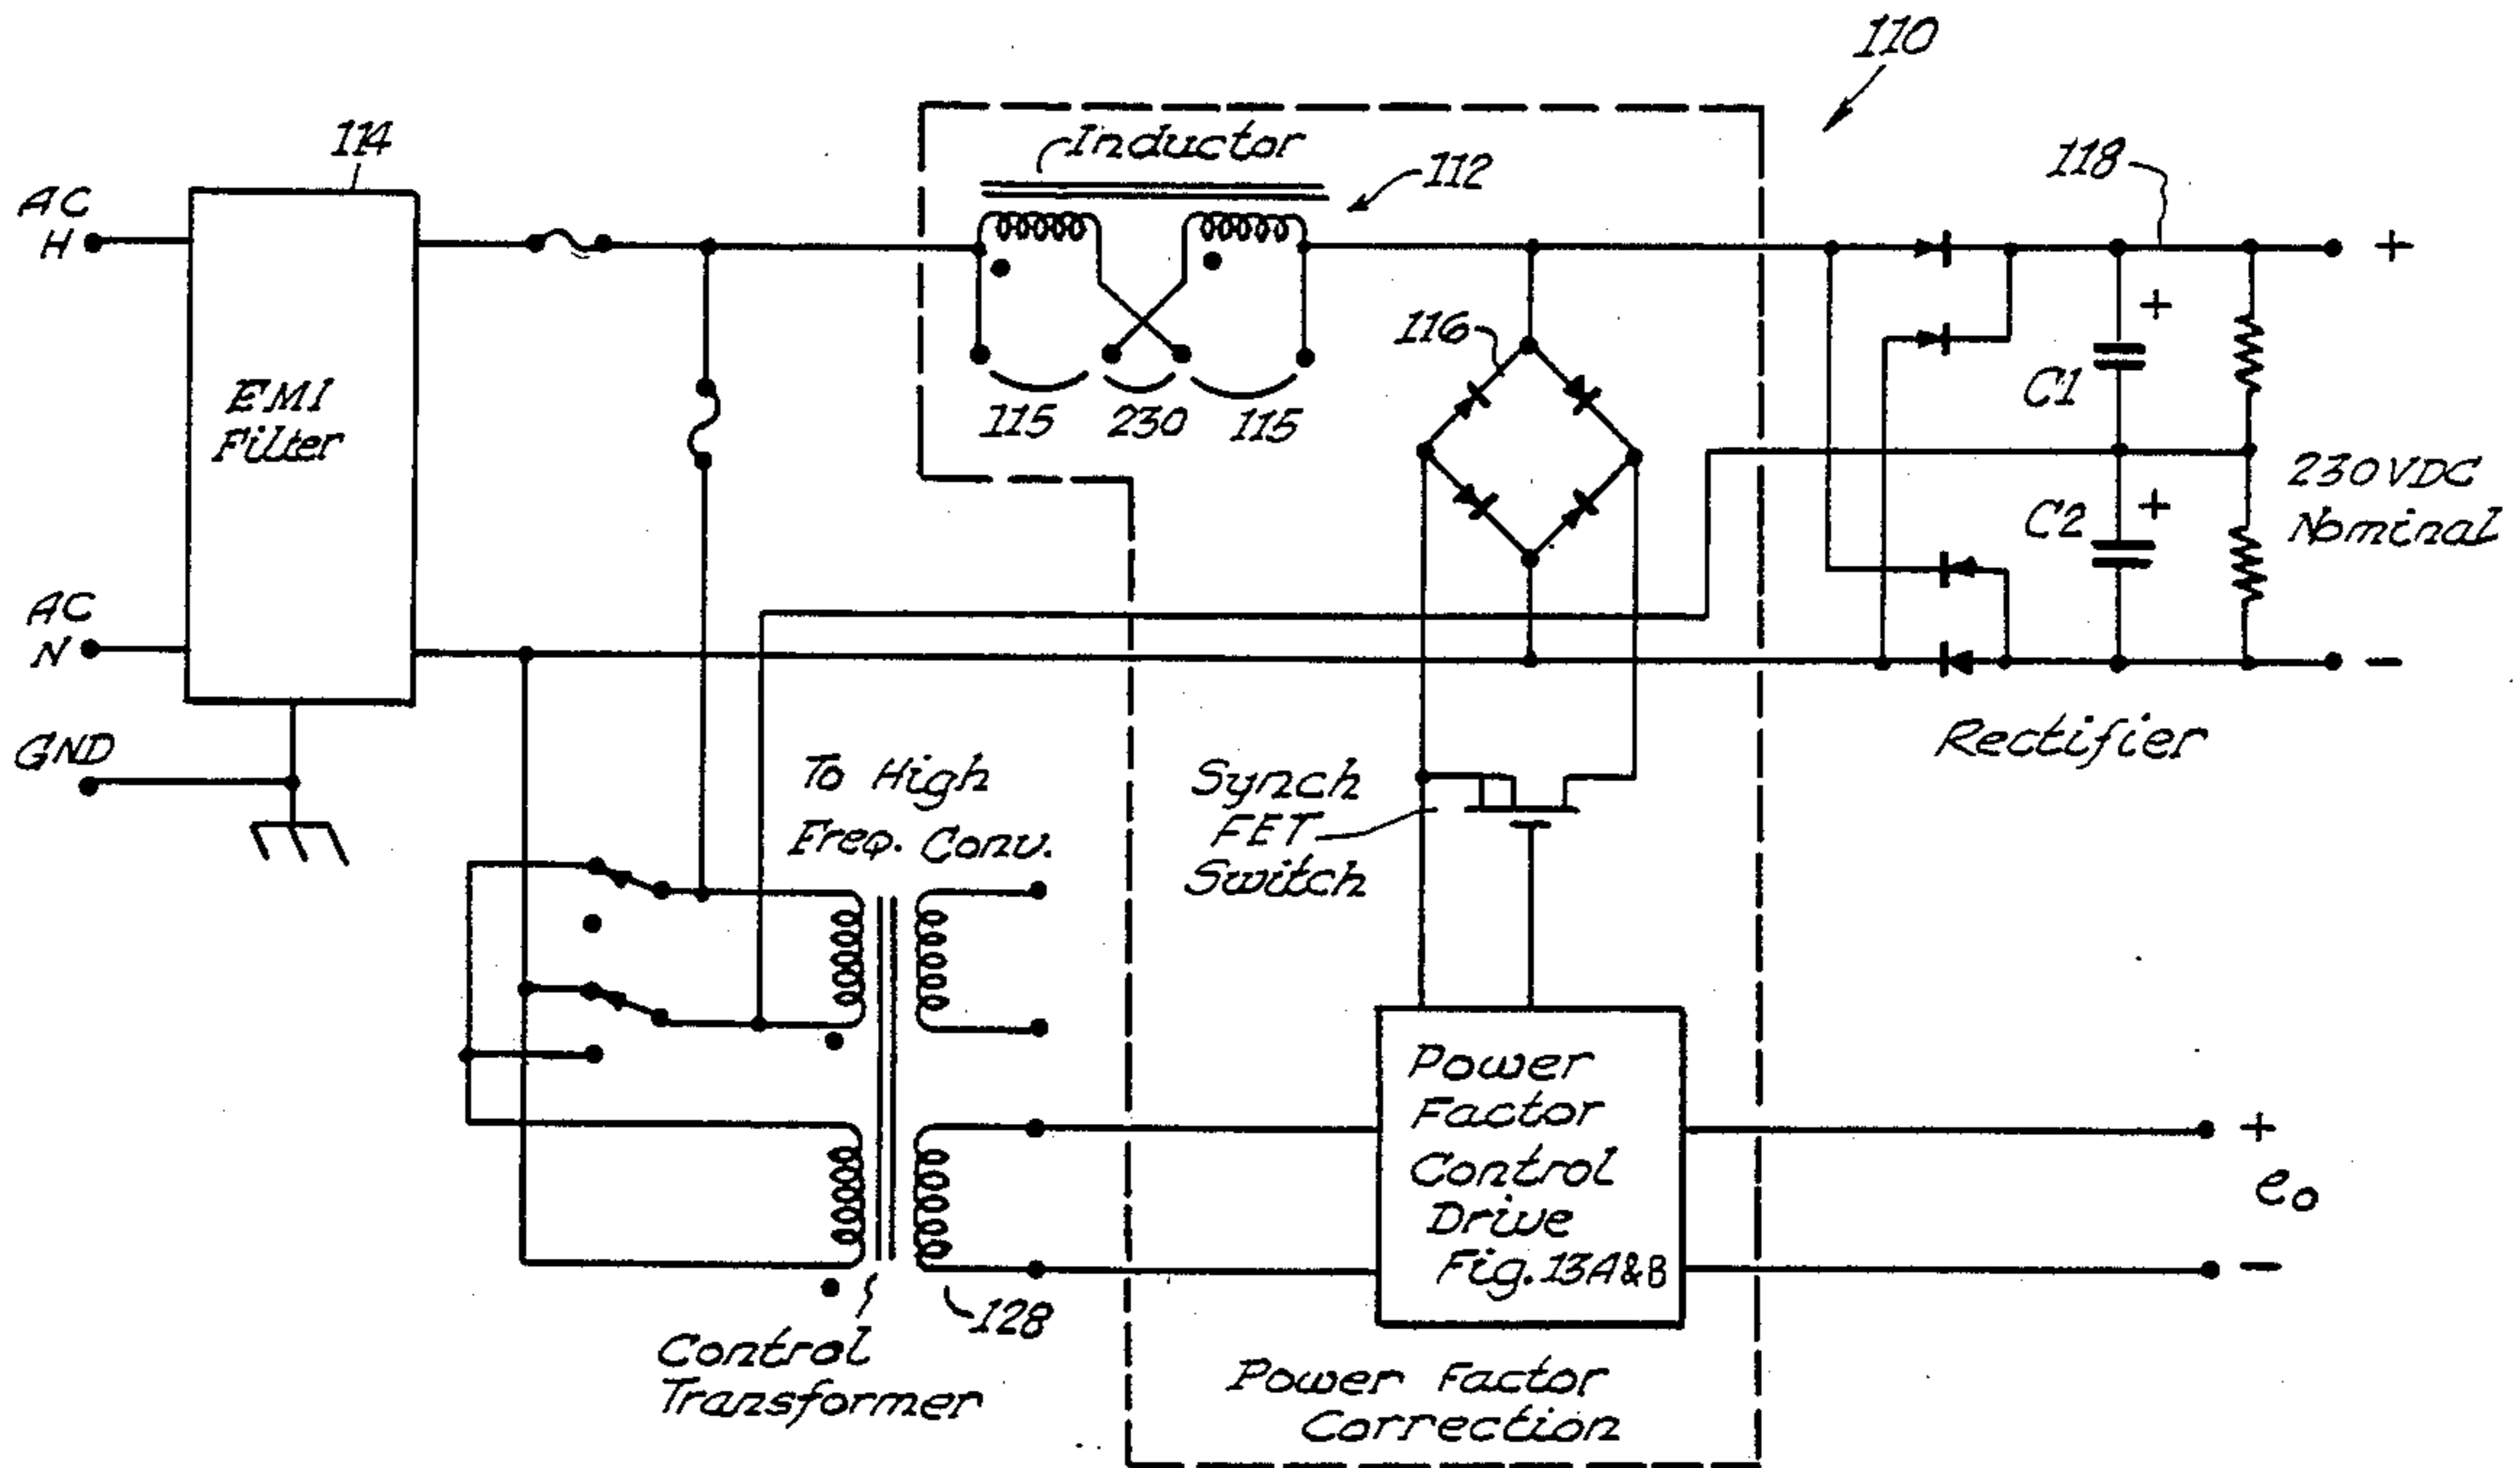 110
114
Inductor
112
118
AC
H
+
116
+
EMI
Filter
C1
115 230 115
230VDC
Nominal
+
C2
AC
N
-
GND
Rectifier
To High
Freq. Conv.
Synch
FET
Switch
Power
Factor
Control
Drive
Fig.13A&B
+
eo
-
128
Control
Transformer
Power Factor
Correction